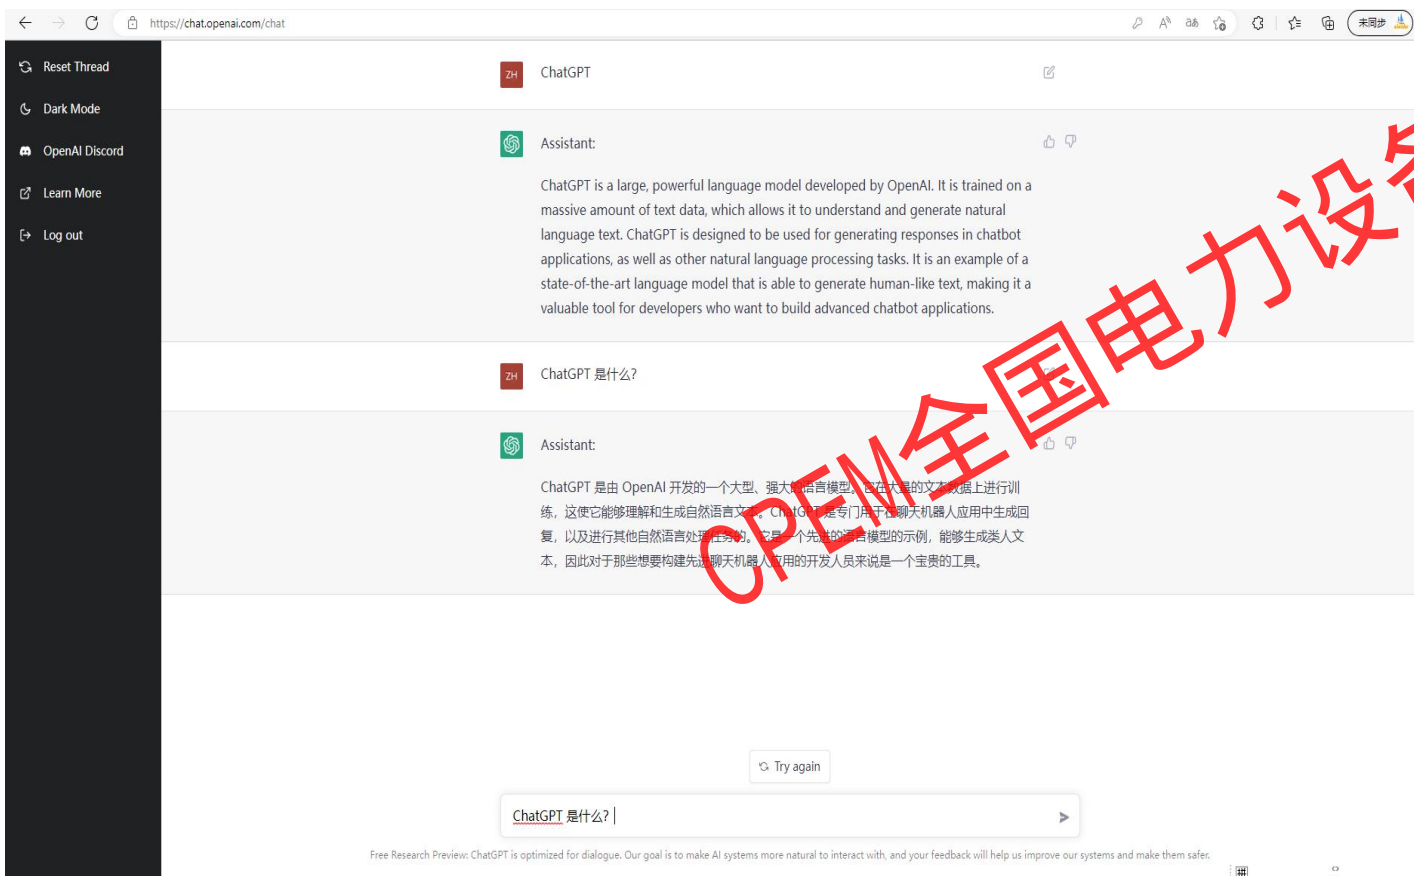 https://chat.openai.com/chat
未同步
Reset Thread
Dark Mode
OpenAI Discord
Learn More
Log out
ZH ChatGPT
Assistant:
ChatGPT is a large, powerful language model developed by OpenAI. It is trained on a
massive amount of text data, which allows it to understand and generate natural
language text. ChatGPT is designed to be used for generating responses in chatbot
applications, as well as other natural language processing tasks. It is an example of a
state-of-the-art language model that is able to generate human-like text, making it a
valuable tool for developers who want to build advanced chatbot applications.
ZH ChatGPT 是什么?
Assistant:
ChatGPT 是由 OpenAI 开发的一个大型、强大的语言模型。它在大量的文本数据上进行训
练，这使它能够理解和生成自然语言文本。ChatGPT 是专门用于在聊天机器人应用中生成回
复，以及进行其他自然语言处理任务的。它是一个先进的语言模型的示例，能够生成类人文
本，因此对于那些想要构建先进聊天机器人应用的开发人员来说是一个宝贵的工具。
CPEM全国电力设
Try again
ChatGPT 是什么?
Free Research Preview: ChatGPT is optimized for dialogue. Our goal is to make AI systems more natural to interact with, and your feedback will help us improve our systems and make them safer.